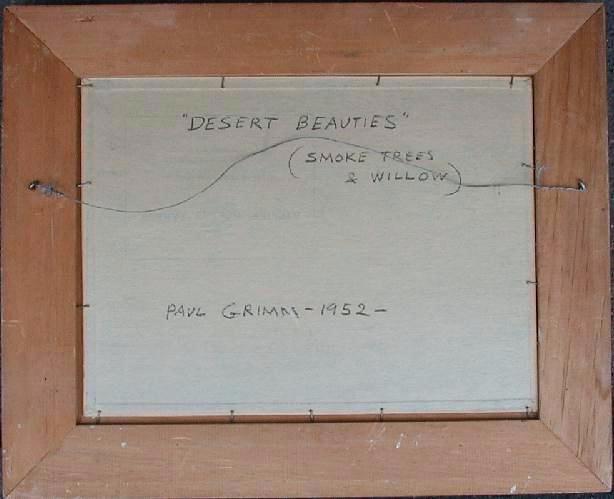 "DESERT BEAUTIES"
(SMOKE TREES
& WILLOW)
PAUL GRIMM - 1952 -